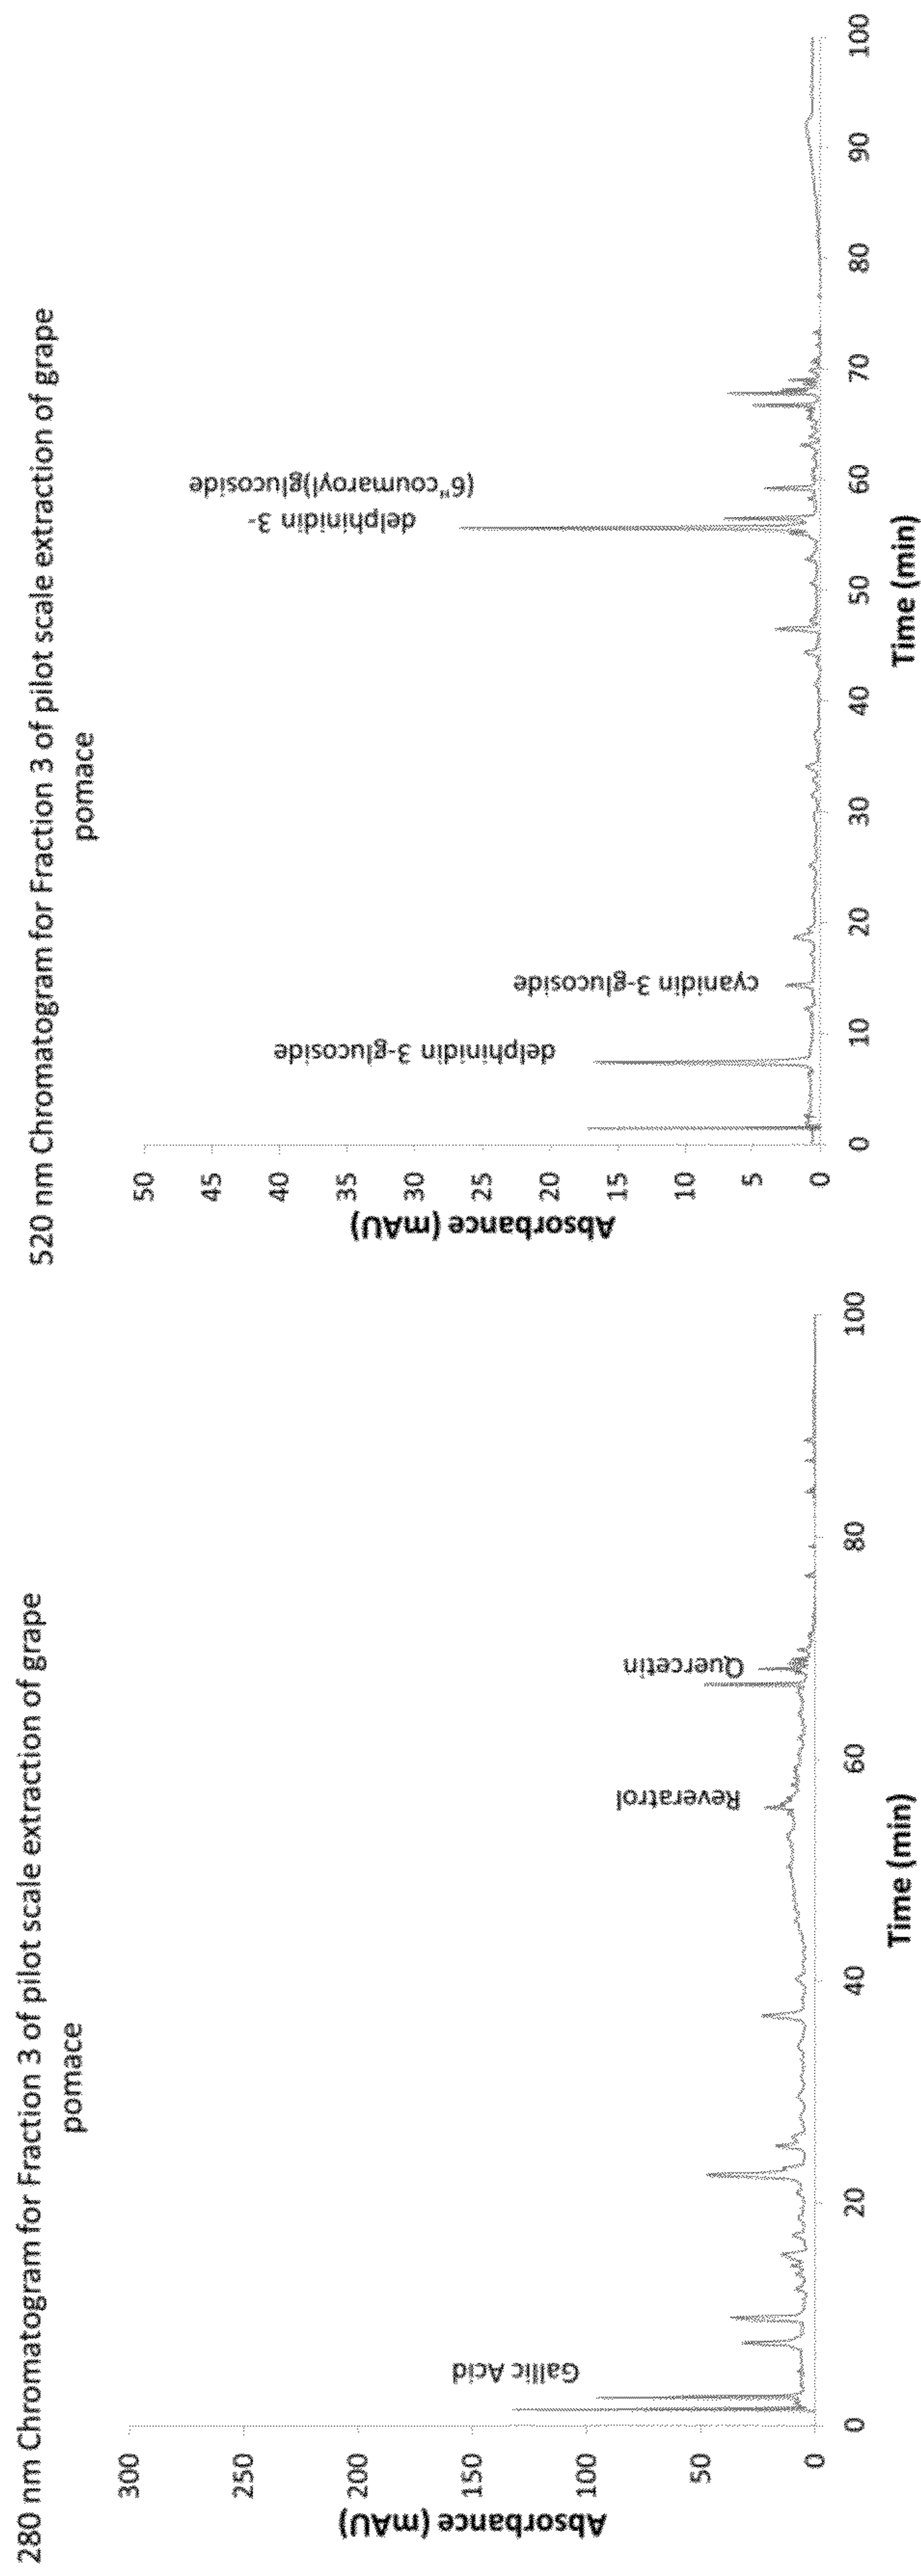 280 nm Chromatogram for Fraction 3 of pilot scale extraction of grape
pomace
Absorbance (mAU)
300
250
200
150
100
50
0
Gallic Acid
Reveratrol
Quercetin
0 20 40 60 80 100
Time (min)
520 nm Chromatogram for Fraction 3 of pilot scale extraction of grape
pomace
Absorbance (mAU)
50
45
40
35
30
25
20
15
10
5
0
delphinidin 3-glucoside
cyanidin 3-glucoside
delphinidin 3-
(6"coumaroyl)glucoside
0 10 20 30 40 50 60 70 80 90 100
Time (min)